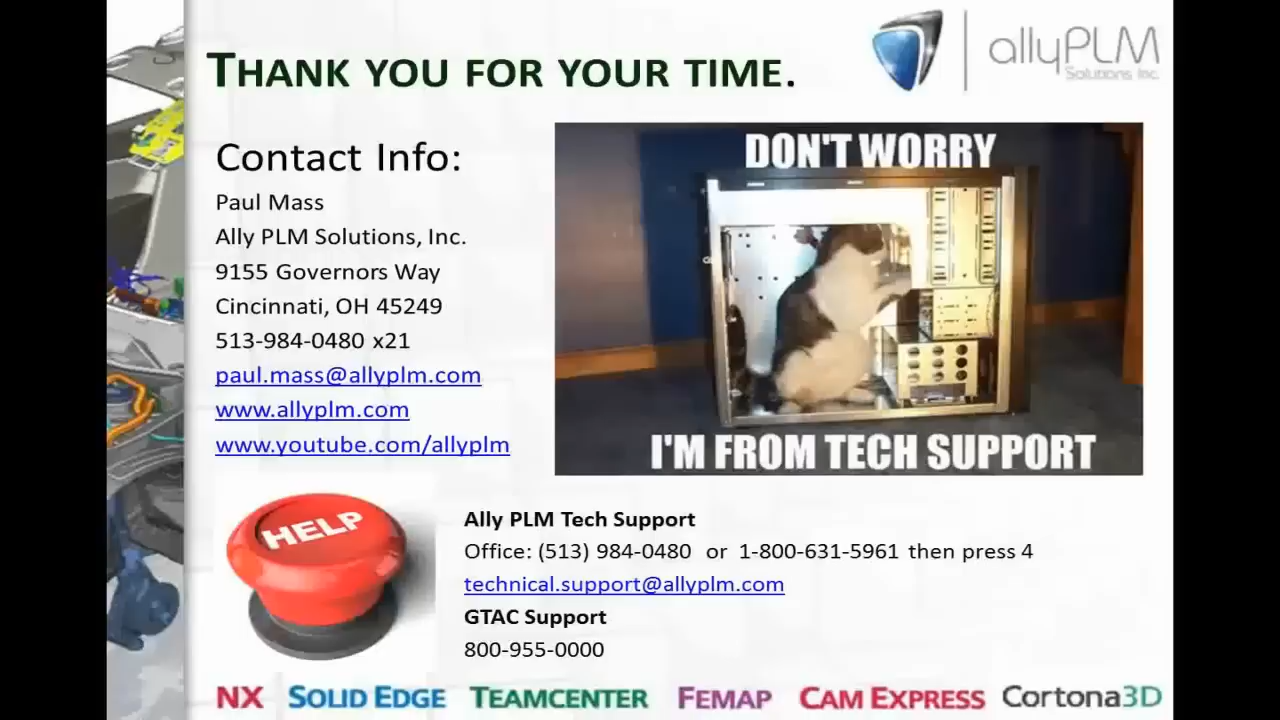 THANK YOU FOR YOUR TIME.
allyPLM
Solutions Inc.
Contact Info:
Paul Mass
Ally PLM Solutions, Inc.
9155 Governors Way
Cincinnati, OH 45249
513-984-0480 x21
paul.mass@allyplm.com
www.allyplm.com
www.youtube.com/allyplm
DON'T WORRY
I'M FROM TECH SUPPORT
HELP
Ally PLM Tech Support
Office: (513) 984-0480 or 1-800-631-5961 then press 4
technical.support@allyplm.com
GTAC Support
800-955-0000
NX SOLID EDGE TEAMCENTER FEMAP CAM EXPRESS Cortona3D